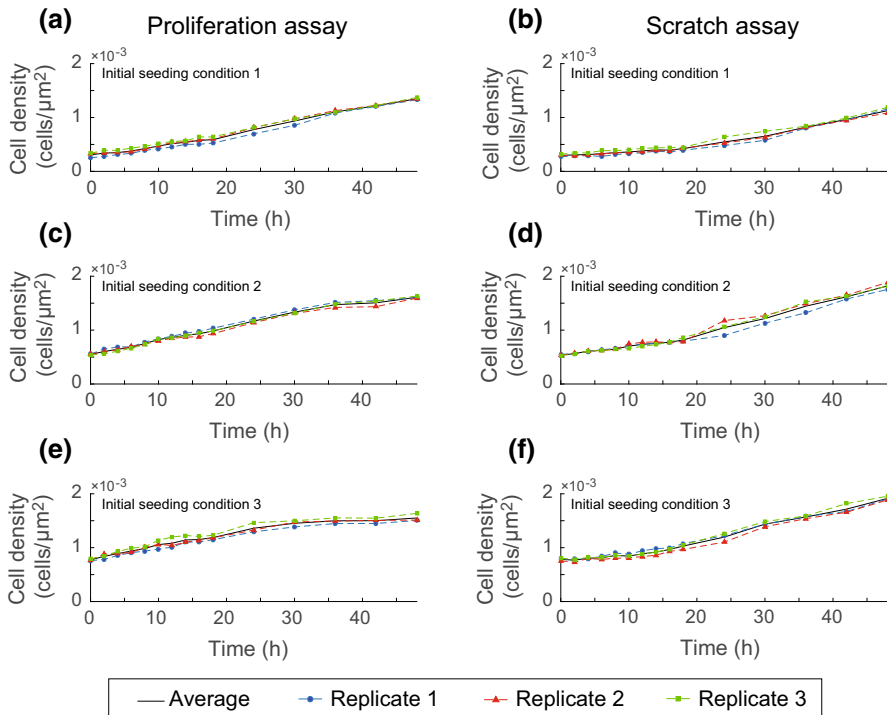 (a) Proliferation assay
×10⁻³
2
1
0
Cell density
(cells/µm2)
Initial seeding condition 1
0 10 20 30 40
Time (h)
(b) Scratch assay
×10⁻³
2
1
0
Cell density
(cells/µm2)
Initial seeding condition 1
0 10 20 30 40
Time (h)
(c)
×10⁻³
2
1
0
Cell density
(cells/µm2)
Initial seeding condition 2
0 10 20 30 40
Time (h)
(d)
×10⁻³
2
1
0
Cell density
(cells/µm2)
Initial seeding condition 2
0 10 20 30 40
Time (h)
(e)
×10⁻³
2
1
0
Cell density
(cells/µm2)
Initial seeding condition 3
0 10 20 30 40
Time (h)
(f)
×10⁻³
2
1
0
Cell density
(cells/µm2)
Initial seeding condition 3
0 10 20 30 40
Time (h)
Average Replicate 1 Replicate 2 Replicate 3